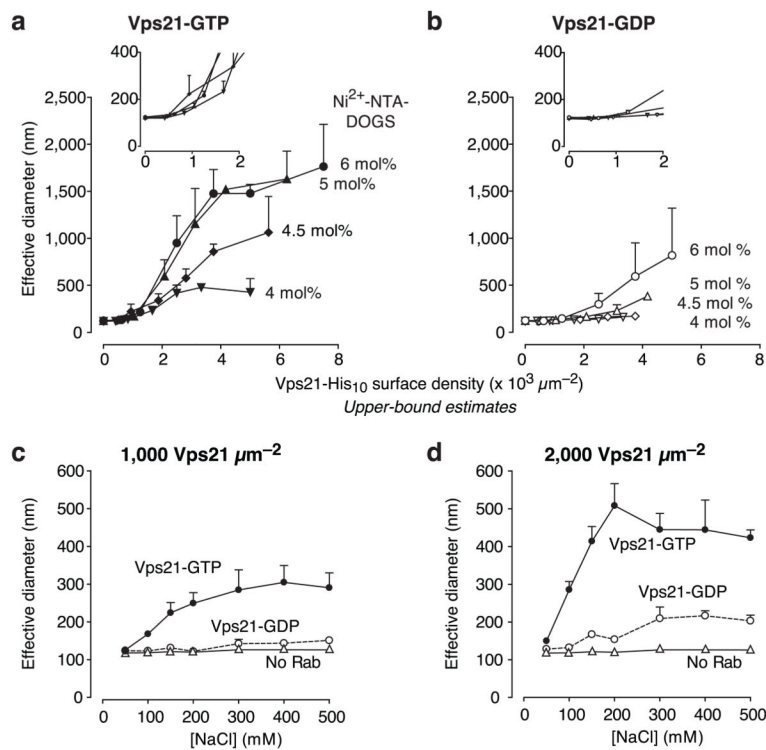 a
Vps21-GTP
400
200
0
0 1 2
Ni2+-NTA-
DOGS
2,500
2,000
1,500
1,000
500
0
Effective diameter (nm)
6 mol%
5 mol%
4.5 mol%
4 mol%
0 2 4 6 8
b
Vps21-GDP
400
200
0
0 1 2
2,500
2,000
1,500
1,000
500
0
6 mol %
5 mol %
4.5 mol %
4 mol %
0 2 4 6 8
Vps21-His10 surface density (x 10³ µm–2)
Upper-bound estimates
c
1,000 Vps21 µm–2
600
500
400
300
200
100
0
Effective diameter (nm)
Vps21-GTP
Vps21-GDP
No Rab
0 100 200 300 400 500
[NaCl] (mM)
d
2,000 Vps21 µm–2
600
500
400
300
200
100
0
Effective diameter (nm)
Vps21-GTP
Vps21-GDP
No Rab
0 100 200 300 400 500
[NaCl] (mM)